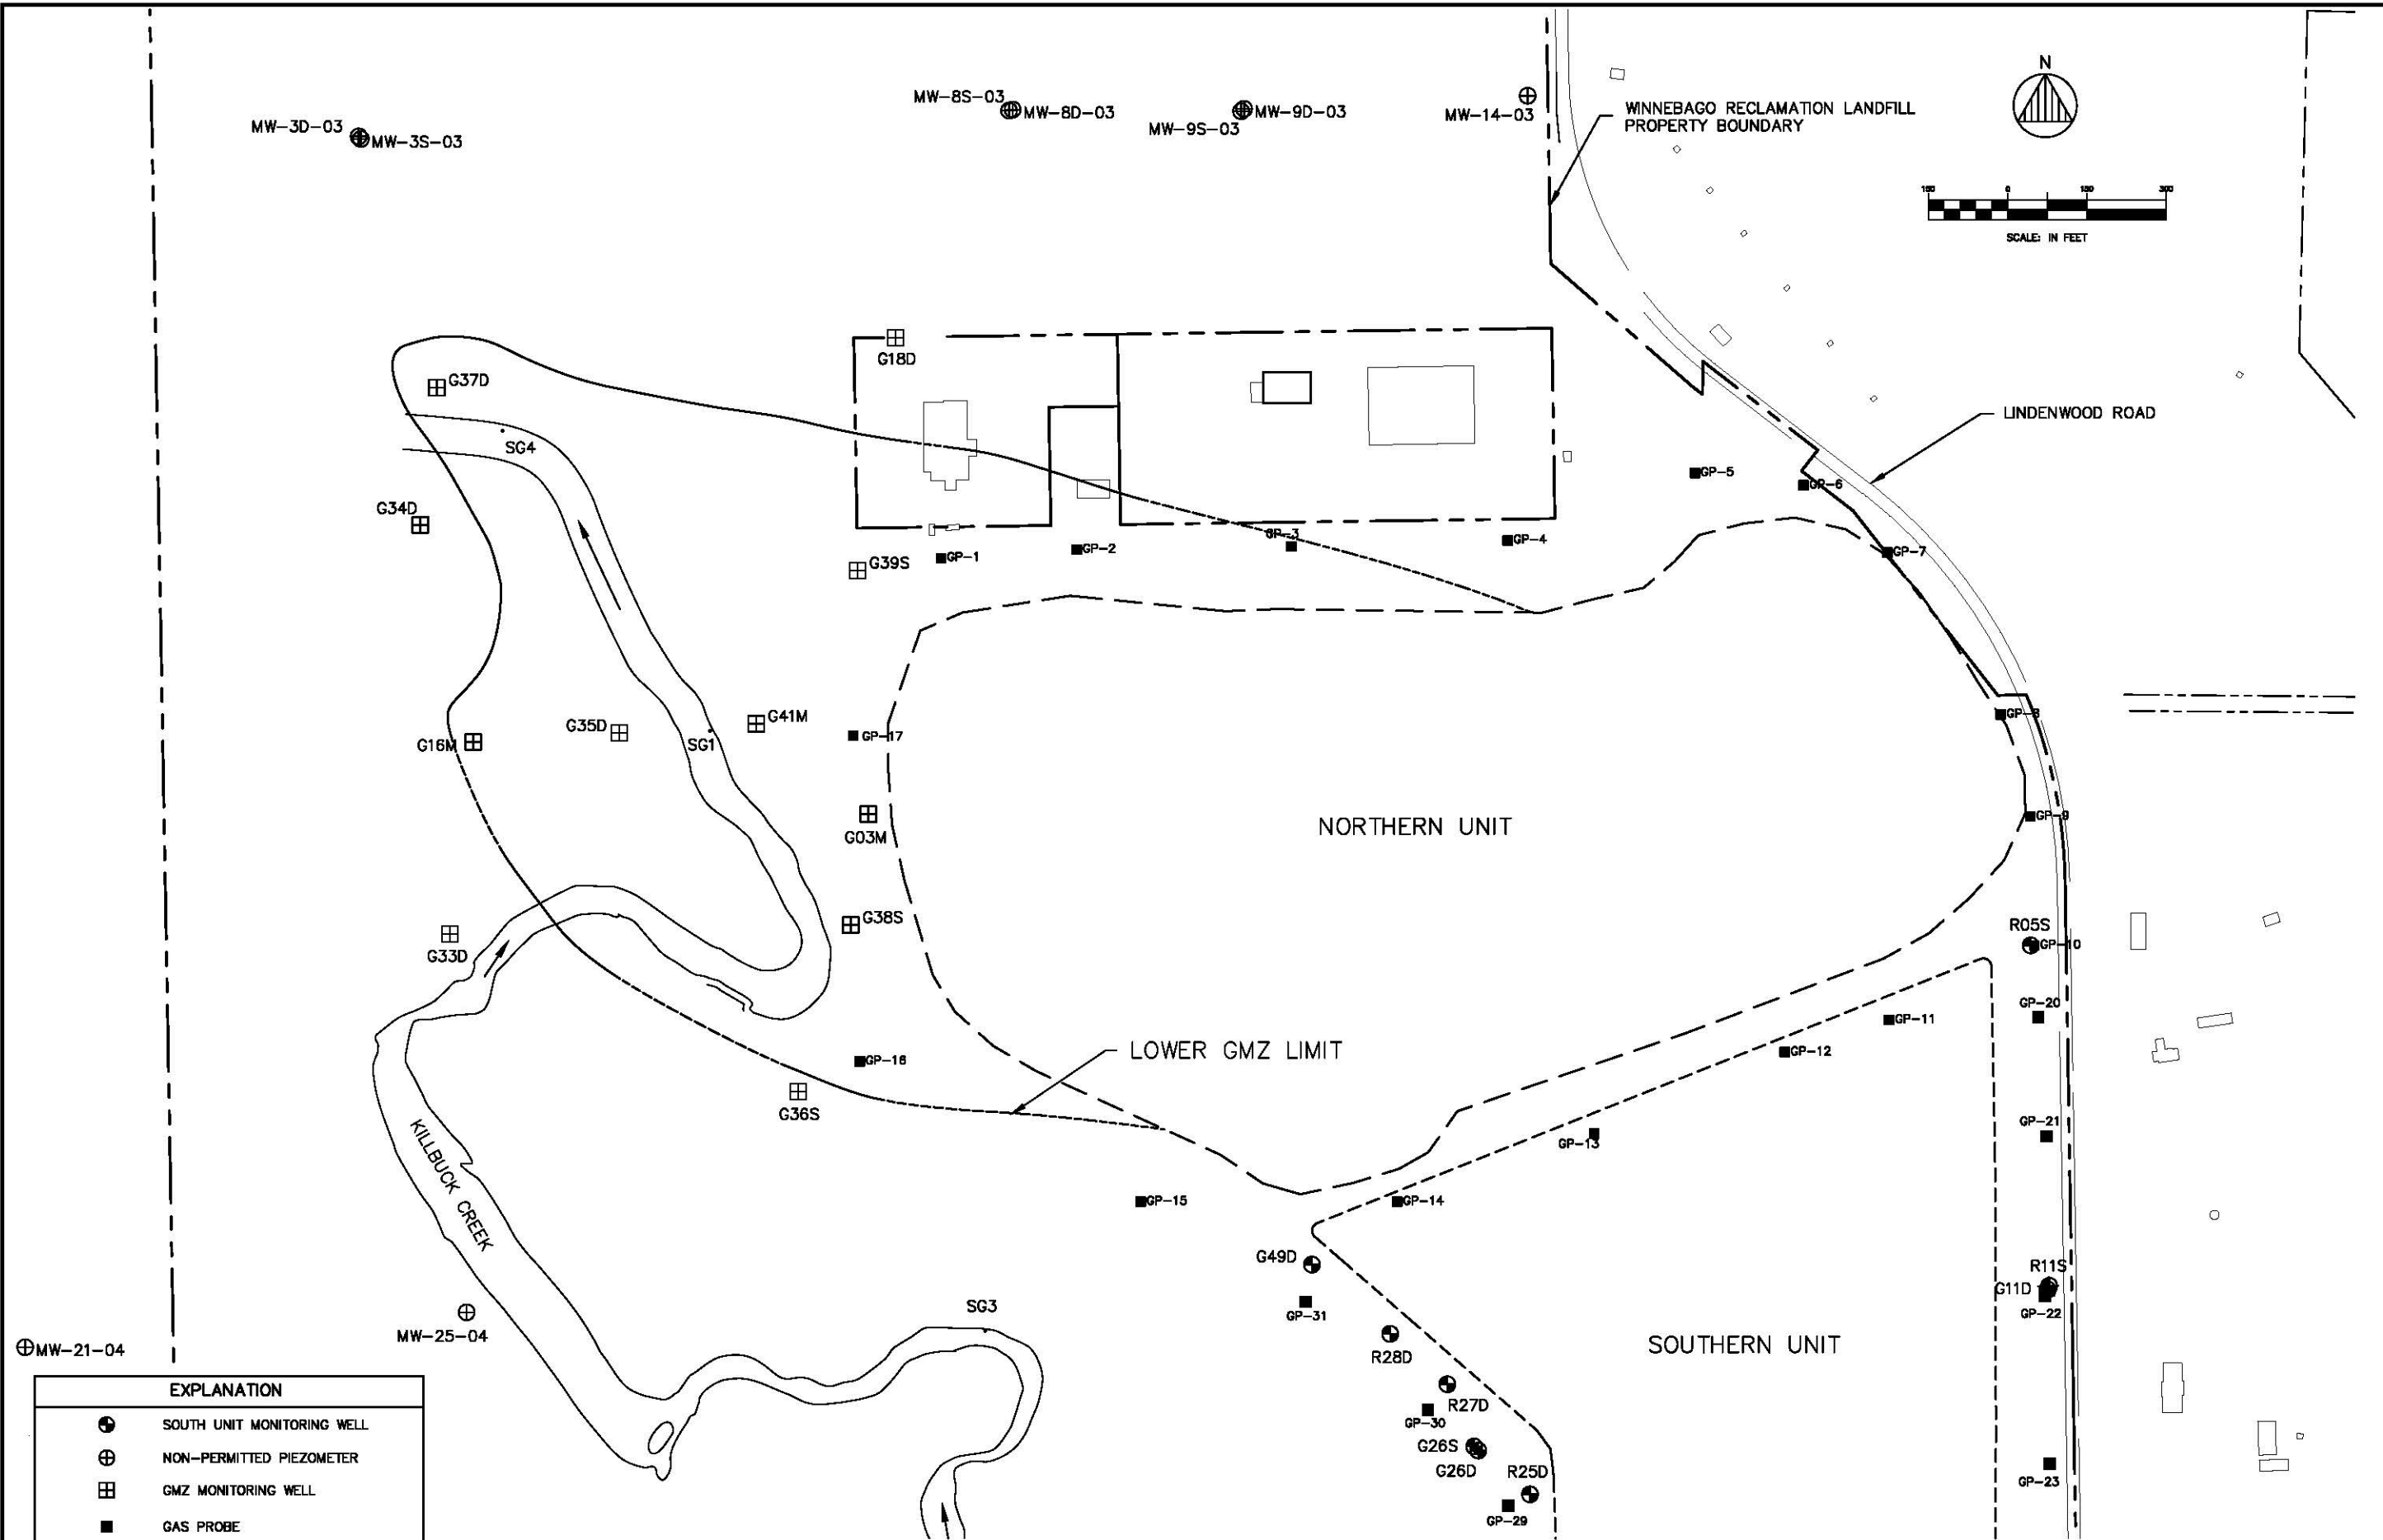 N
MW-8S-03
MW-8D-03
MW-9D-03
MW-9S-03
MW-14-03
WINNEBAGO RECLAMATION LANDFILL
PROPERTY BOUNDARY
MW-3D-03
MW-3S-03
150 0 150 300
SCALE: IN FEET
G18D
G37D
LINDENWOOD ROAD
SG4
GP-5
GP-6
G34D
GP-3
GP-4
GP-2
GP-1
GP-7
G39S
GP-8
G41M
G35D
GP-17
SG1
G16M
GP-9
NORTHERN UNIT
G03M
G38S
R05S
GP-10
G33D
GP-20
GP-11
LOWER GMZ LIMIT
GP-12
GP-16
G36S
GP-21
GP-13
KILLBUCK CREEK
GP-15
GP-14
G49D
R11S
G11D
GP-22
SG3
GP-31
MW-25-04
MW-21-04
SOUTHERN UNIT
R28D
R27D
GP-30
G26S
G26D
R25D
GP-23
GP-29
EXPLANATION
SOUTH UNIT MONITORING WELL
NON-PERMITTED PIEZOMETER
GMZ MONITORING WELL
GAS PROBE